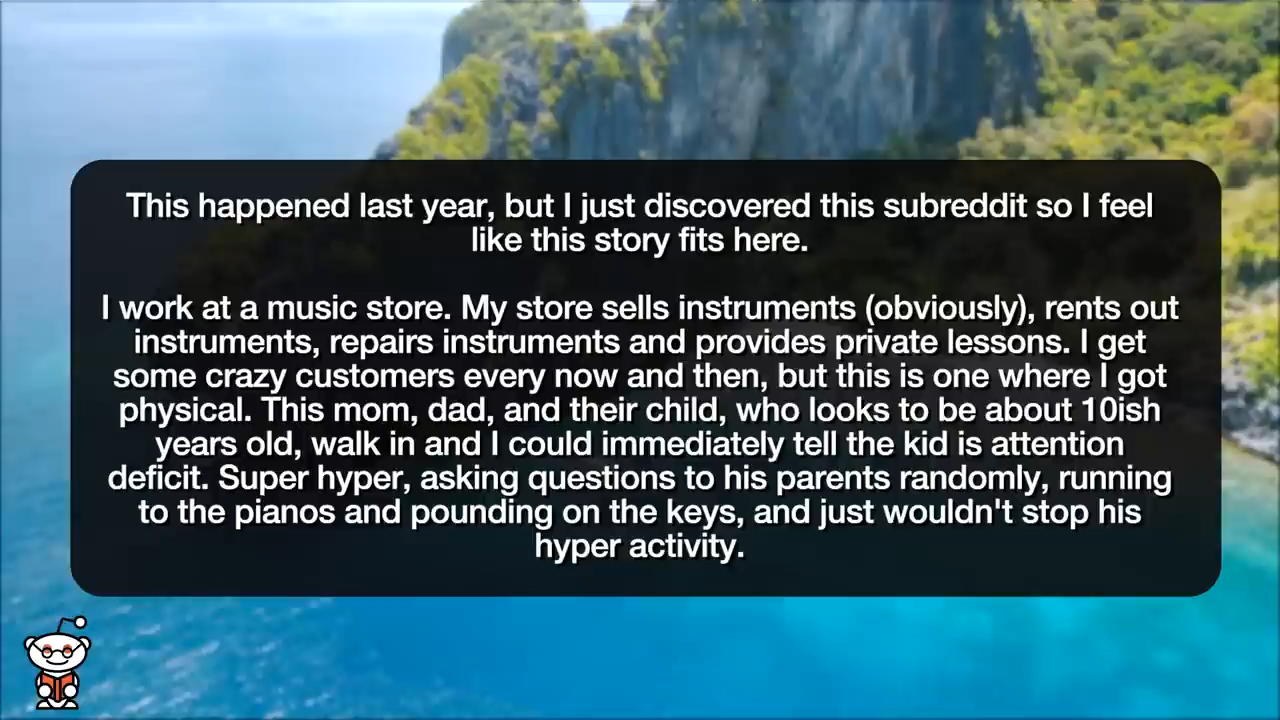 This happened last year, but I just discovered this subreddit so I feel
like this story fits here.
I work at a music store. My store sells instruments (obviously), rents out
instruments, repairs instruments and provides private lessons. I get
some crazy customers every now and then, but this is one where I got
physical. This mom, dad, and their child, who looks to be about 10ish
years old, walk in and I could immediately tell the kid is attention
deficit. Super hyper, asking questions to his parents randomly, running
to the pianos and pounding on the keys, and just wouldn't stop his
hyper activity.